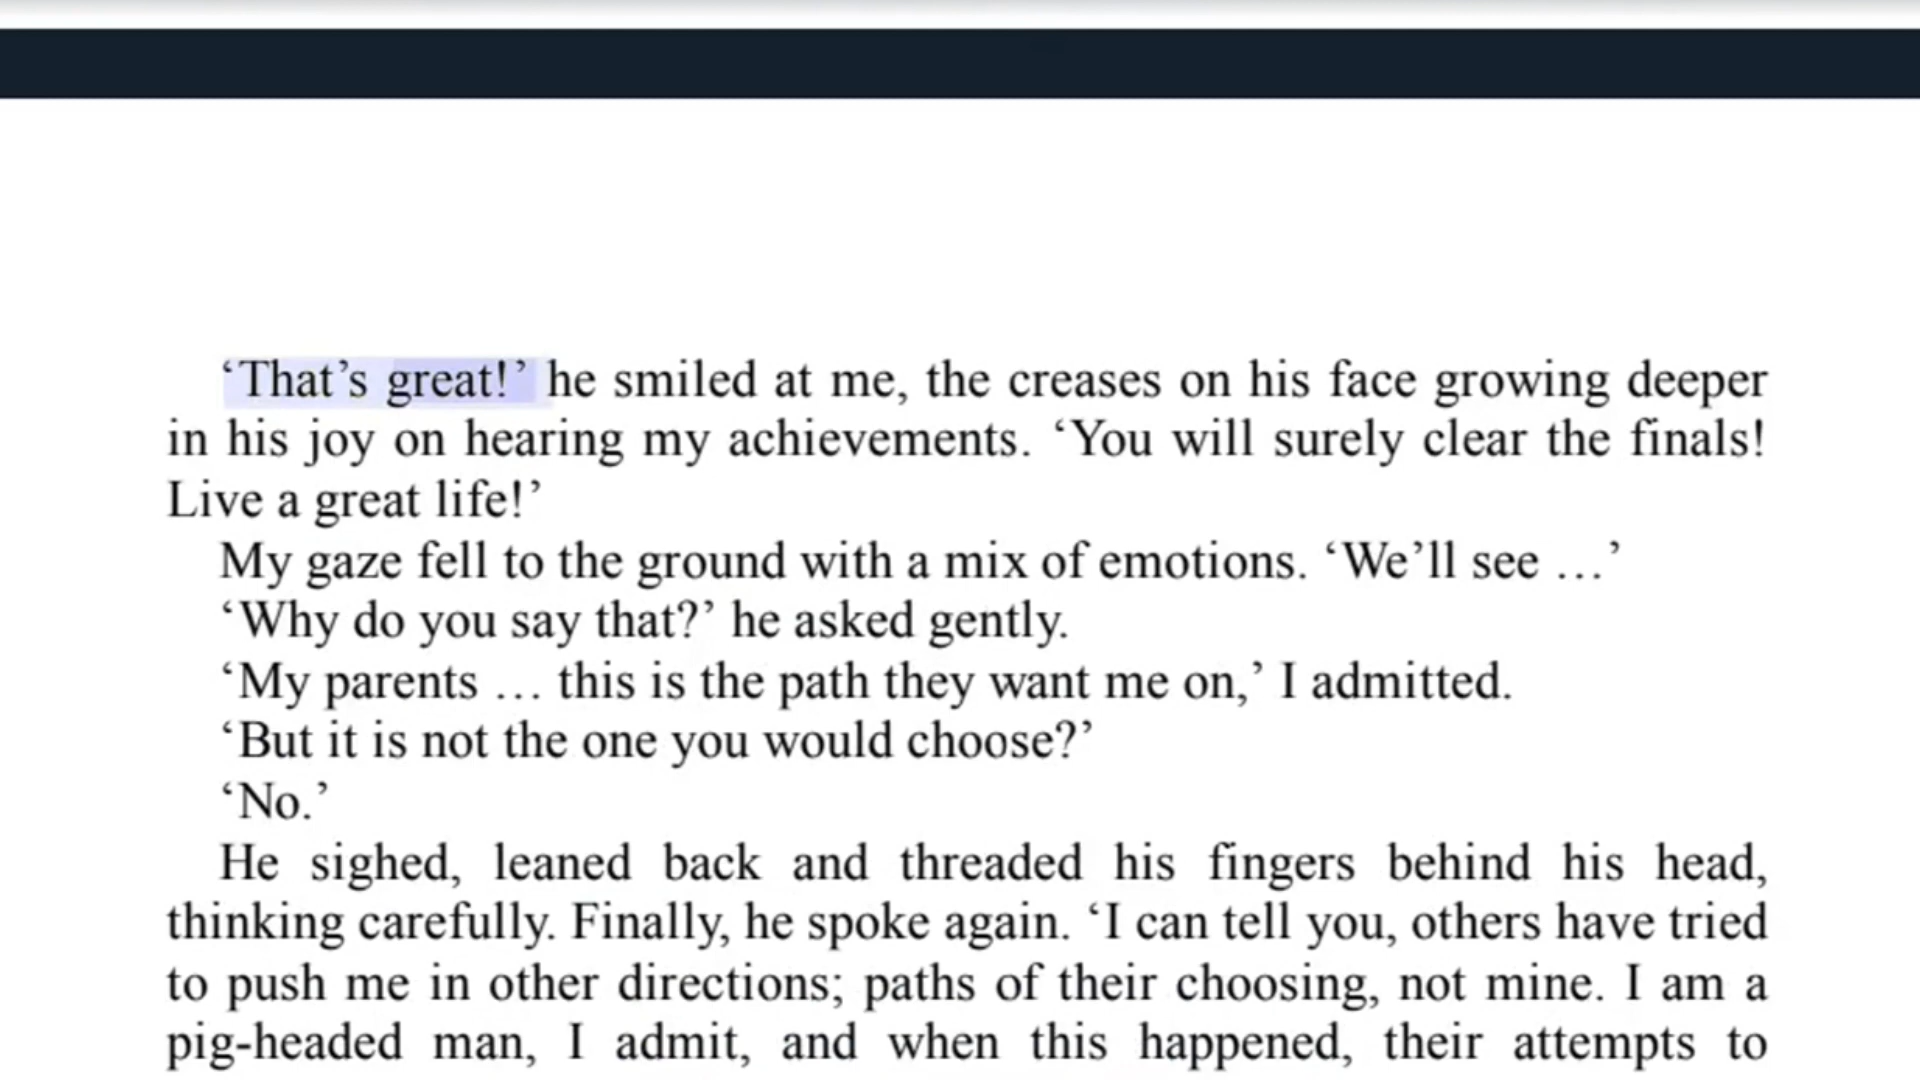 ‘That’s great!’ he smiled at me, the creases on his face growing deeper
in his joy on hearing my achievements. ‘You will surely clear the finals!
Live a great life!’
My gaze fell to the ground with a mix of emotions. ‘We’ll see …’
‘Why do you say that?’ he asked gently.
‘My parents … this is the path they want me on,’ I admitted.
‘But it is not the one you would choose?’
‘No.’
He sighed, leaned back and threaded his fingers behind his head,
thinking carefully. Finally, he spoke again. ‘I can tell you, others have tried
to push me in other directions; paths of their choosing, not mine. I am a
pig-headed man, I admit, and when this happened, their attempts to